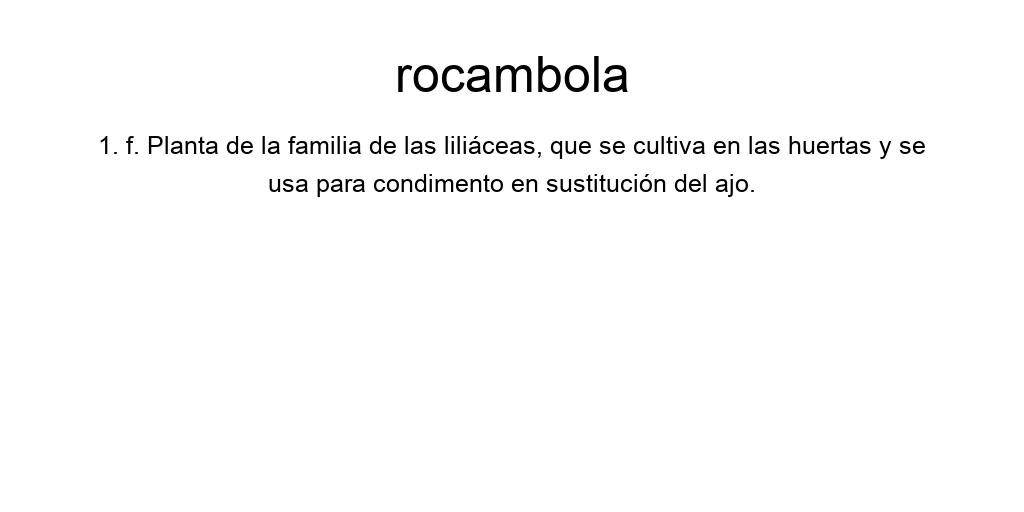 rocambola
1. f. Planta de la familia de las liliáceas, que se cultiva en las huertas y se
usa para condimento en sustitución del ajo.